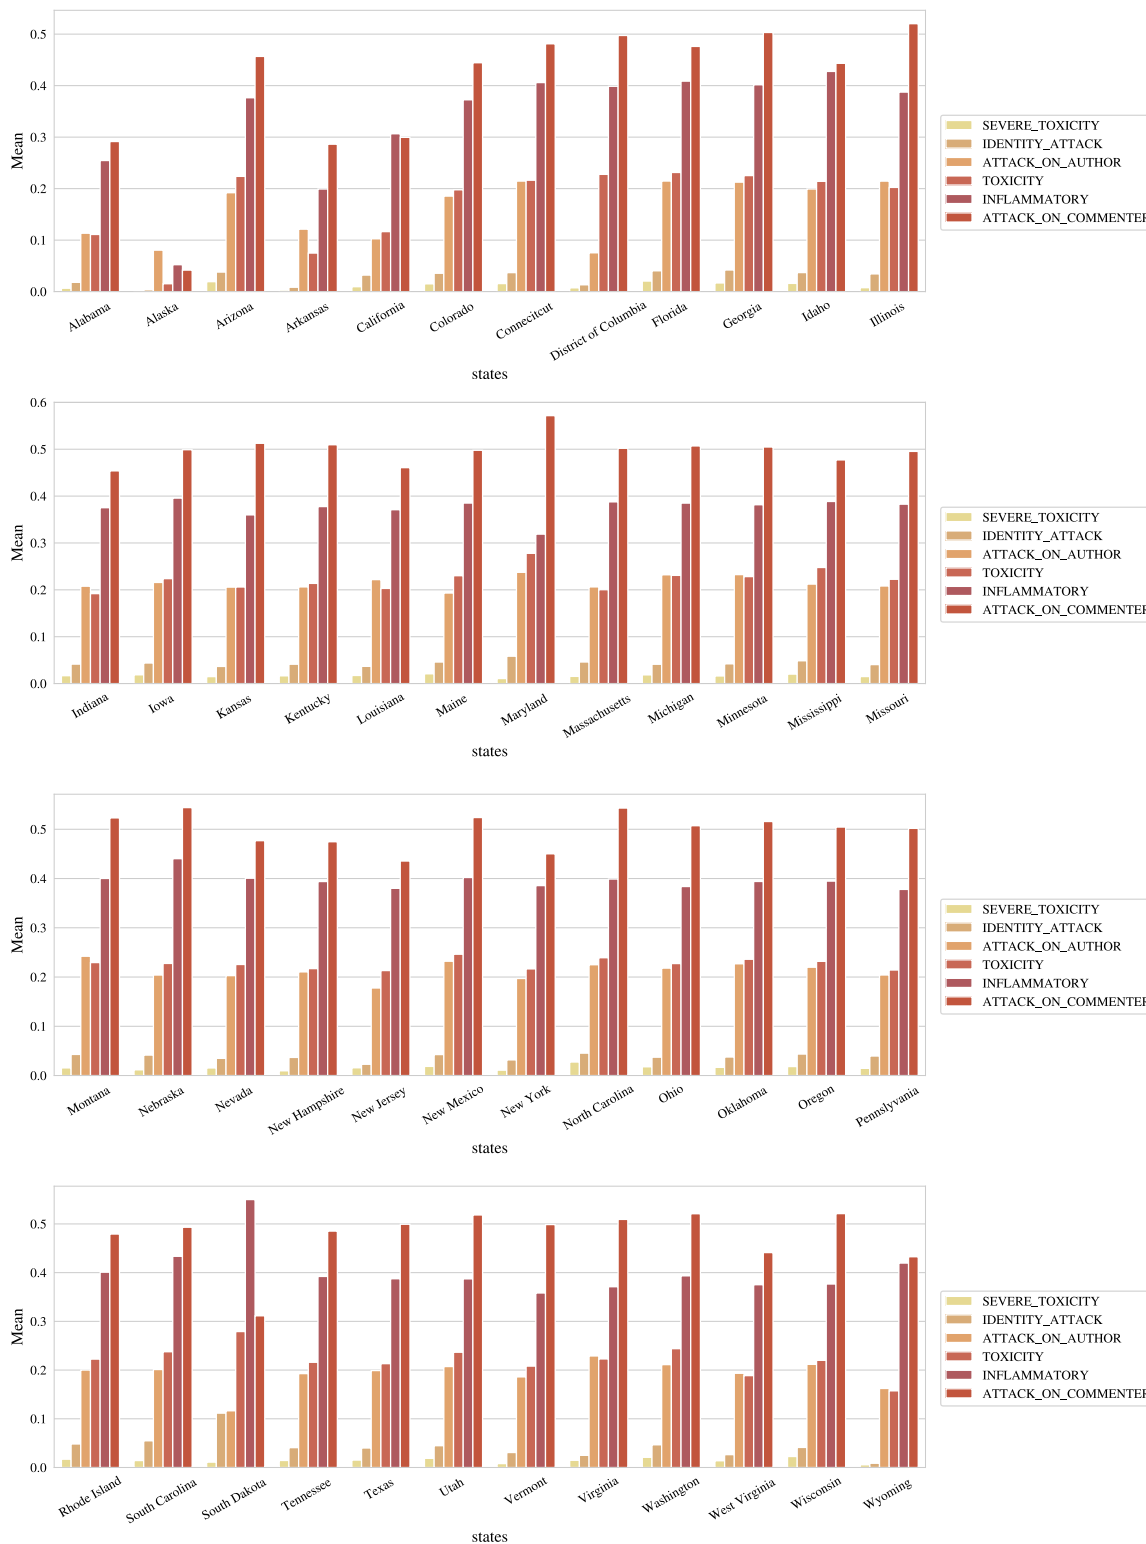 0.5
0.4
0.3
0.2
0.1
0.0
Mean
Alabama
Alaska
Arizona
Arkansas
California
Colorado
Connecitcut
District of Columbia
Florida
Georgia
Idaho
Illinois
states
SEVERE_TOXICITY
IDENTITY_ATTACK
ATTACK_ON_AUTHOR
TOXICITY
INFLAMMATORY
ATTACK_ON_COMMENTER
0.6
0.5
0.4
0.3
0.2
0.1
0.0
Mean
Indiana
Iowa
Kansas
Kentucky
Louisiana
Maine
Maryland
Massachusetts
Michigan
Minnesota
Mississippi
Missouri
states
SEVERE_TOXICITY
IDENTITY_ATTACK
ATTACK_ON_AUTHOR
TOXICITY
INFLAMMATORY
ATTACK_ON_COMMENTER
0.5
0.4
0.3
0.2
0.1
0.0
Mean
Montana
Nebraska
Nevada
New Hampshire
New Jersey
New Mexico
New York
North Carolina
Ohio
Oklahoma
Oregon
Pennslyvania
states
SEVERE_TOXICITY
IDENTITY_ATTACK
ATTACK_ON_AUTHOR
TOXICITY
INFLAMMATORY
ATTACK_ON_COMMENTER
0.5
0.4
0.3
0.2
0.1
0.0
Mean
Rhode Island
South Carolina
South Dakota
Tennessee
Texas
Utah
Vermont
Virginia
Washington
West Virginia
Wisconsin
Wyoming
states
SEVERE_TOXICITY
IDENTITY_ATTACK
ATTACK_ON_AUTHOR
TOXICITY
INFLAMMATORY
ATTACK_ON_COMMENTER